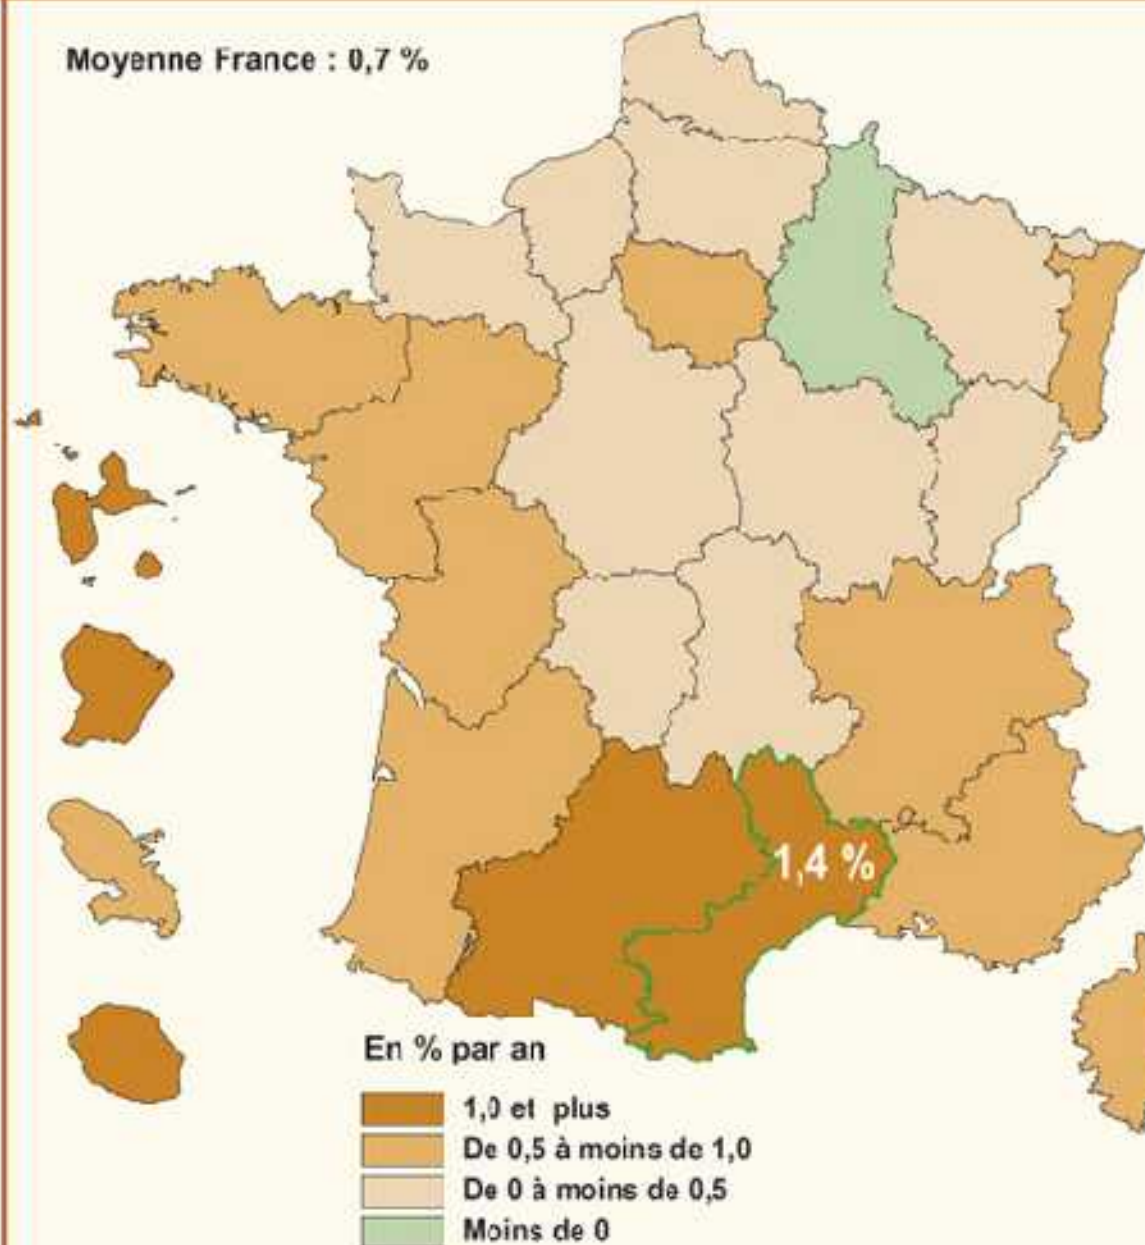 Moyenne France : 0,7 %
1,4 %
En % par an
1,0 et plus
De 0,5 à moins de 1,0
De 0 à moins de 0,5
Moins de 0